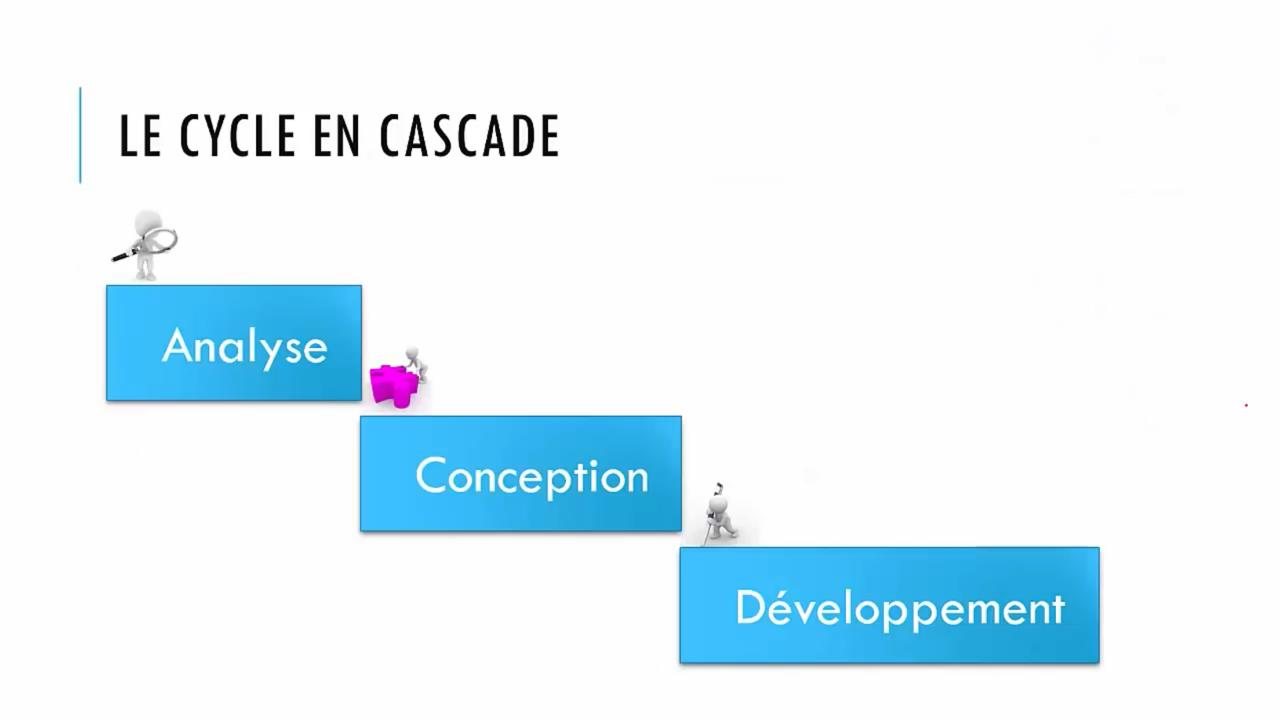 LE CYCLE EN CASCADE
Analyse
Conception
Développement